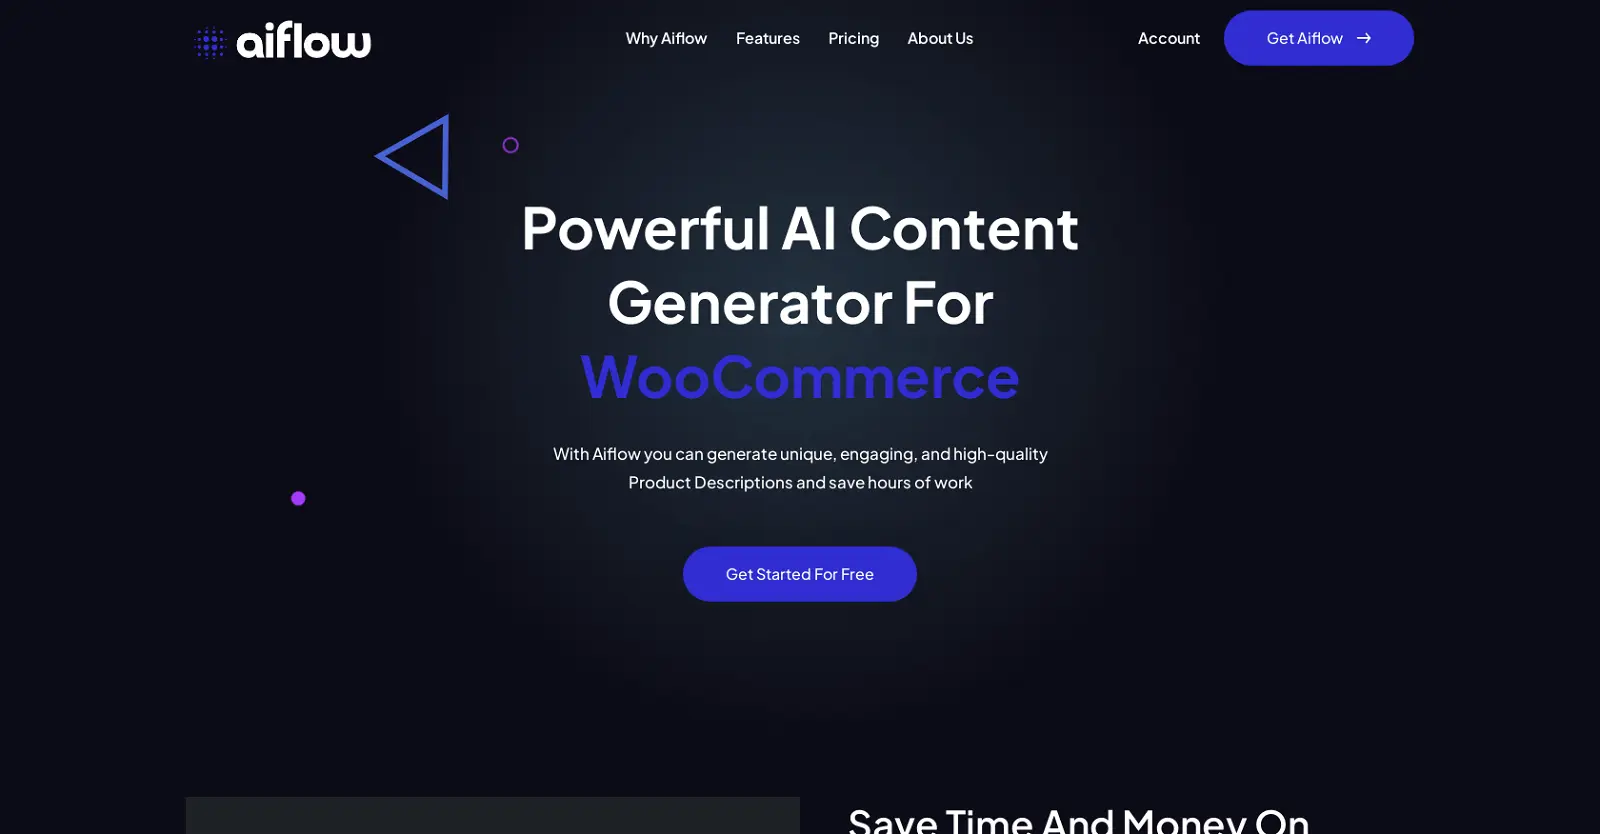 aiflow
Why Aiflow
Features
Pricing
About Us
Account
Get Aiflow
Powerful AI Content
Generator For
WooCommerce
With Aiflow you can generate unique, engaging, and high-quality
Product Descriptions and save hours of work
Get Started For Free
Save Time And Money On